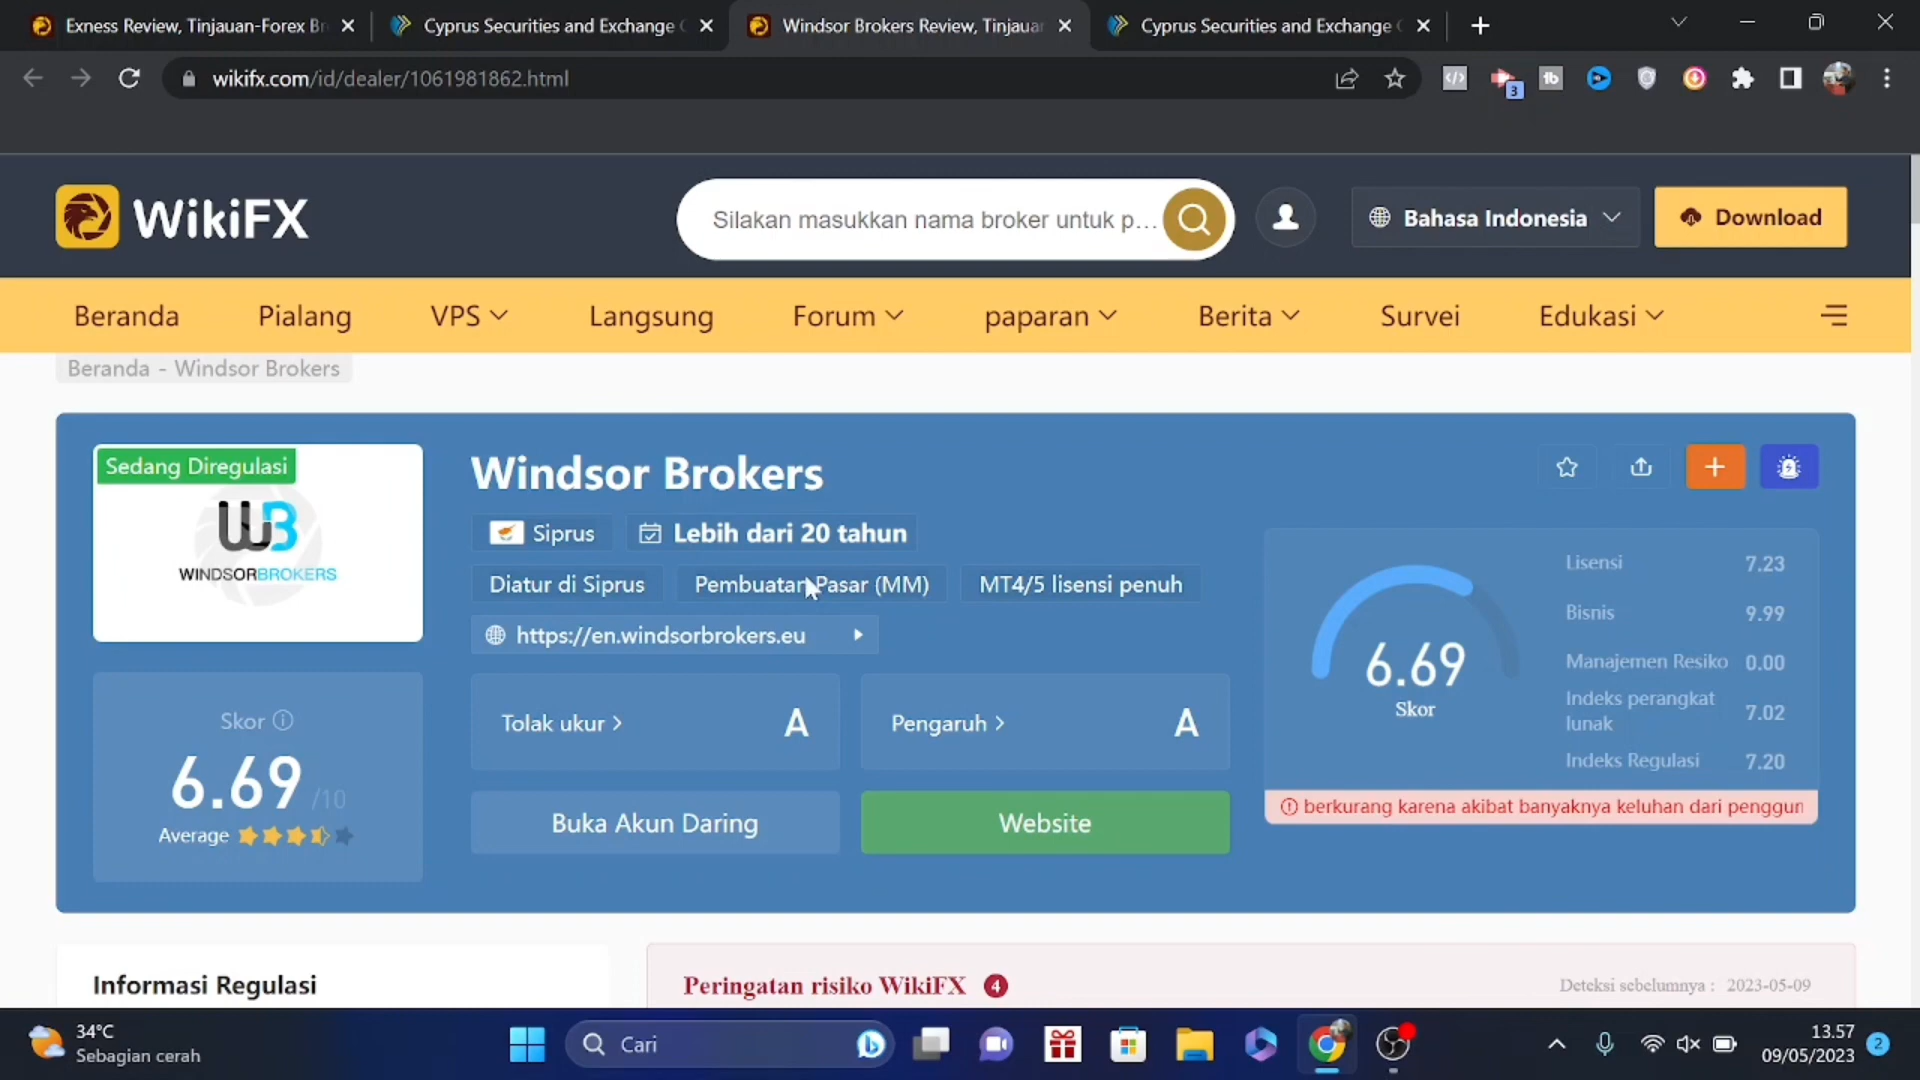 Exness Review, Tinjauan-Forex Br
Cyprus Securities and Exchange C
Windsor Brokers Review, Tinjauan
Cyprus Securities and Exchange C
wikifx.com/id/dealer/1061981862.html
3
WikiFX
Silakan masukkan nama broker untuk p...
Bahasa Indonesia
Download
Beranda
Pialang
VPS
Langsung
Forum
paparan
Berita
Survei
Edukasi
Beranda - Windsor Brokers
Sedang Diregulasi
WB
WINDSORBROKERS
Windsor Brokers
Siprus
Lebih dari 20 tahun
Diatur di Siprus
Pembuatan Pasar (MM)
MT4/5 lisensi penuh
https://en.windsorbrokers.eu
Skor
6.69 /10
Average
Tolak ukur > A
Pengaruh > A
Buka Akun Daring
Website
6.69
Skor
Lisensi 7.23
Bisnis 9.99
Manajemen Resiko 0.00
Indeks perangkat
lunak 7.02
Indeks Regulasi 7.20
berkurang karena akibat banyaknya keluhan dari penggun
Informasi Regulasi
Peringatan risiko WikiFX 4
Deteksi sebelumnya : 2023-05-09
34°C
Sebagian cerah
Cari
13.57
09/05/2023
2